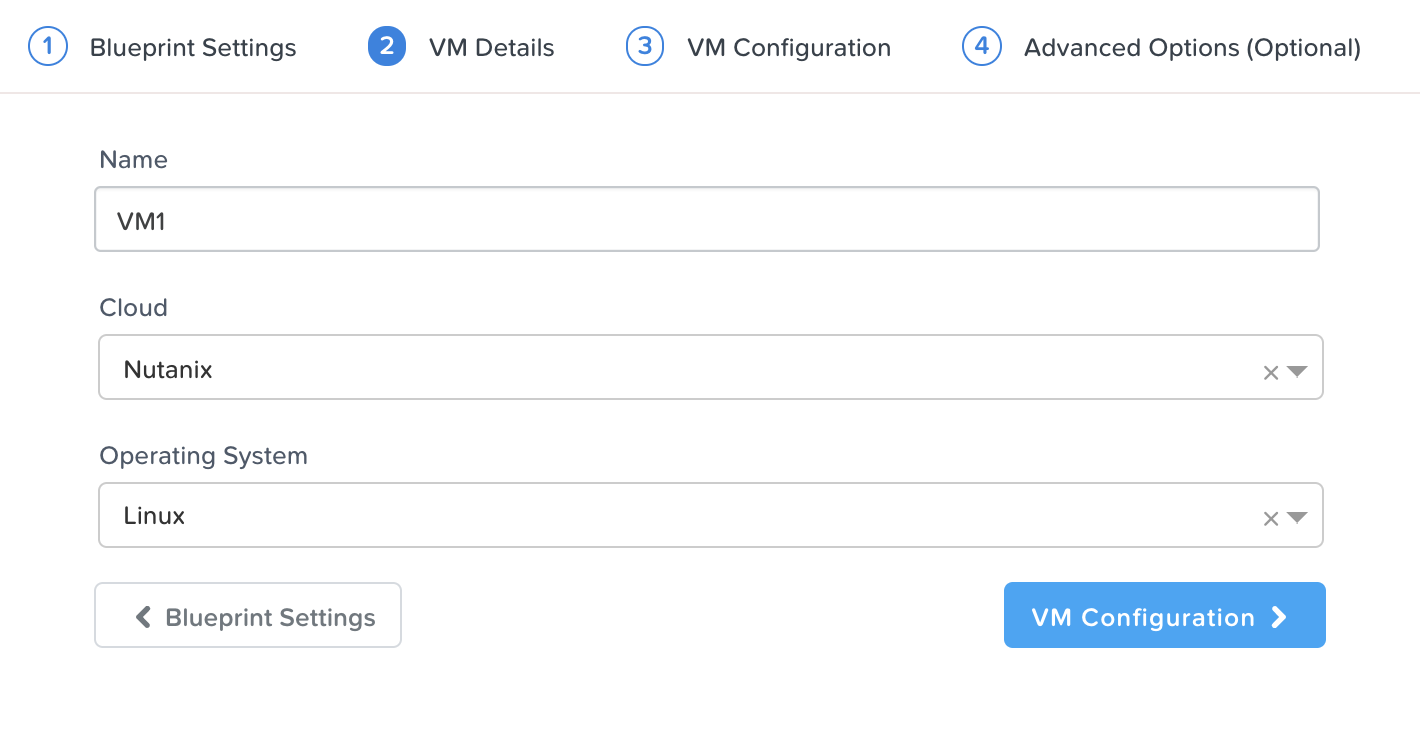 1 Blueprint Settings 2 VM Details 3 VM Configuration 4 Advanced Options (Optional)
Name
VM1
Cloud
Nutanix
Operating System
Linux
Blueprint Settings
VM Configuration